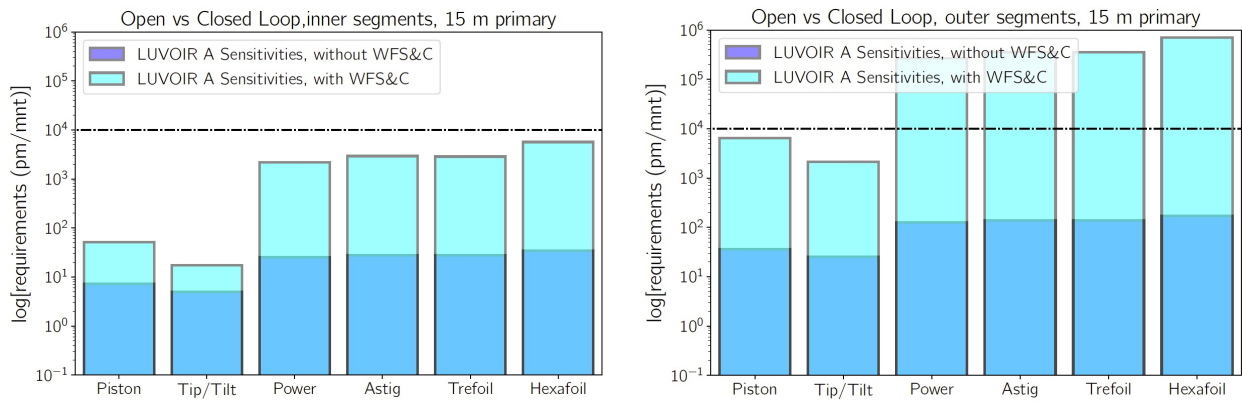 Open vs Closed Loop,inner segments, 15 m primary
LUVOIR A Sensitivities, without WFS&C
LUVOIR A Sensitivities, with WFS&C
log[requirements (pm/mnt)]
10^6
10^5
10^4
10^3
10^2
10^1
10^0
10^-1
Piston Tip/Tilt Power Astig Trefoil Hexafoil
Open vs Closed Loop, outer segments, 15 m primary
LUVOIR A Sensitivities, without WFS&C
LUVOIR A Sensitivities, with WFS&C
log[requirements (pm/mnt)]
10^6
10^5
10^4
10^3
10^2
10^1
10^0
10^-1
Piston Tip/Tilt Power Astig Trefoil Hexafoil